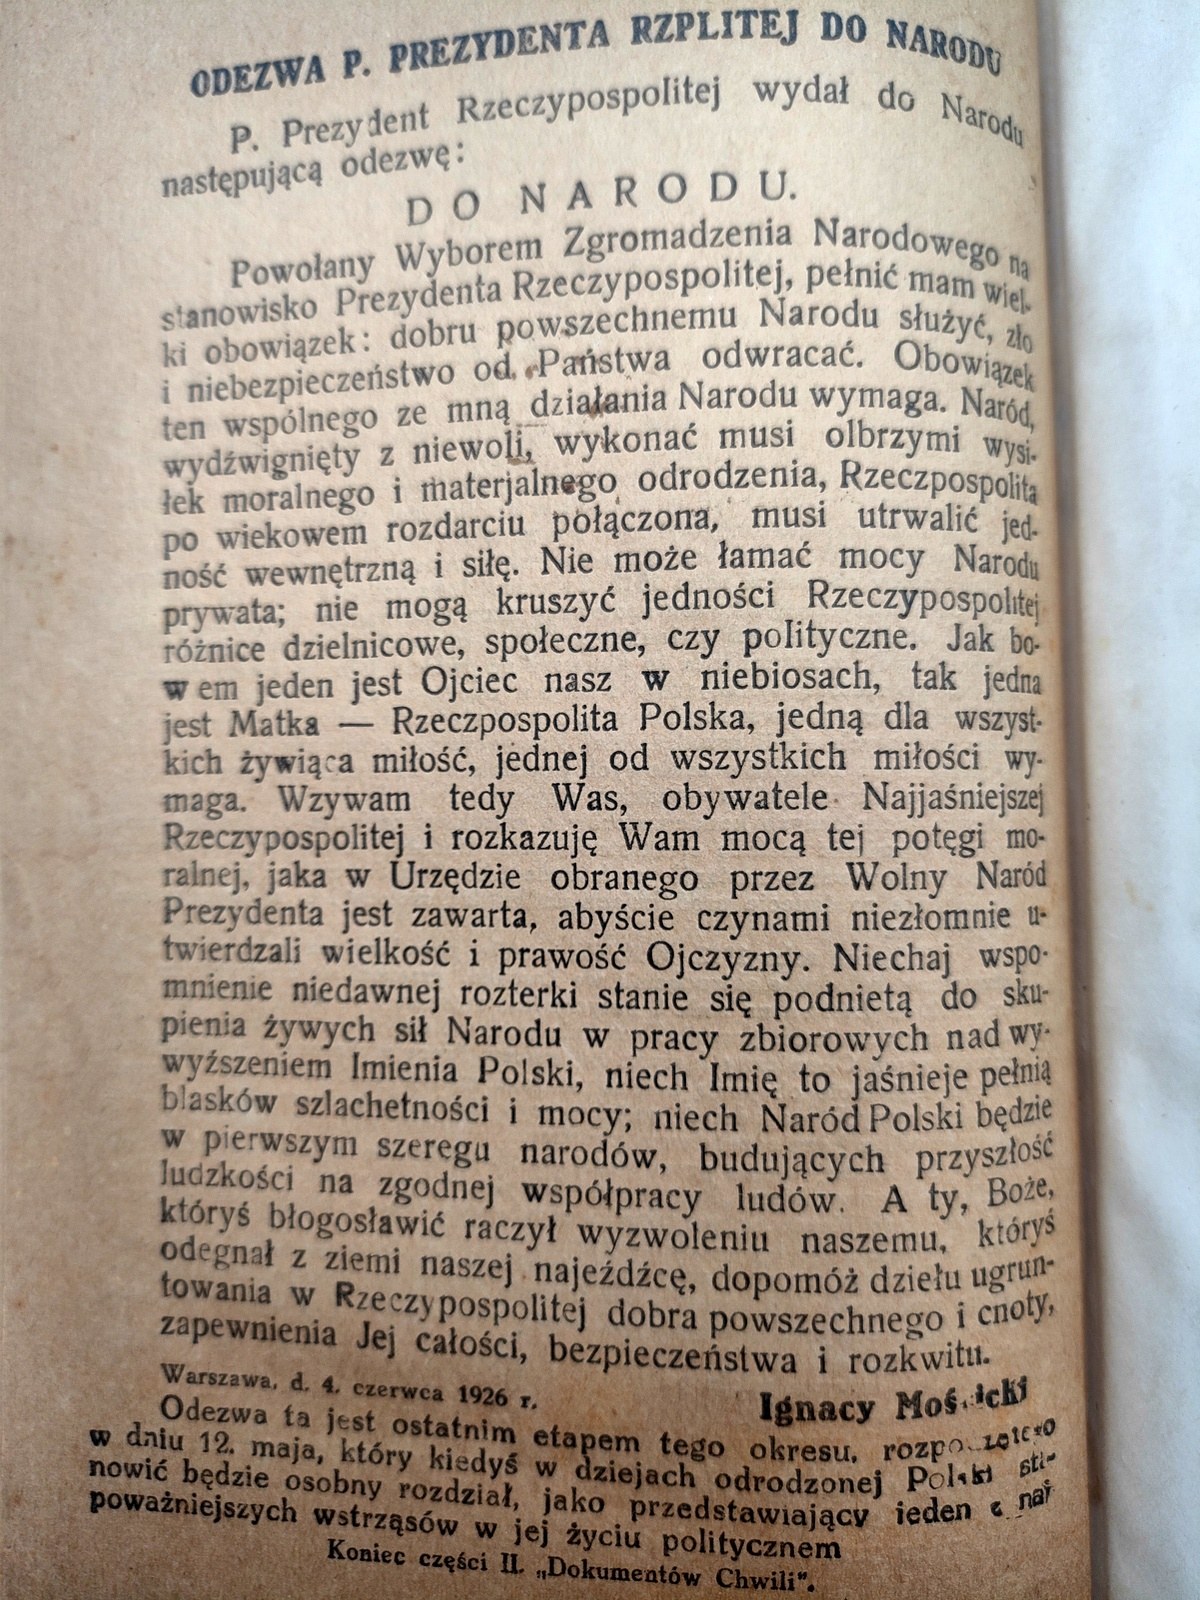 ODEZWA P. PREZYDENTA RZPLITEJ DO NARODU
P. Prezydent Rzeczypospolitej wydał do Narodu
następującą odezwę:
DO NARODU.
Powołany Wyborem Zgromadzenia Narodowego na
stanowisko Prezydenta Rzeczypospolitej, pełnić mam wiel-
ki obowiązek: dobru powszechnemu Narodu służyć, zło
i niebezpieczeństwo od Państwa odwracać. Obowiązek
ten wspólnego ze mną działania Narodu wymaga. Naród,
wydźwignięty z niewoli, wykonać musi olbrzymi wysi-
łek moralnego i materjalnego odrodzenia, Rzeczpospolita
po wiekowem rozdarciu połączona, musi utrwalić jed-
ność wewnętrzną i siłę. Nie może łamać mocy Narodu
prywata; nie mogą kruszyć jedności Rzeczypospolitej
różnice dzielnicowe, społeczne, czy polityczne. Jak bo-
wem jeden jest Ojciec nasz w niebiosach, tak jedna
jest Matka — Rzeczpospolita Polska, jedną dla wszyst-
kich żywiąca miłość, jednej od wszystkich miłości wy-
maga. Wzywam tedy Was, obywatele Najjaśniejszej
Rzeczypospolitej i rozkazuję Wam mocą tej potęgi mo-
ralnej, jaka w Urzędzie obranego przez Wolny Naród
Prezydenta jest zawarta, abyście czynami niezłomnie u-
twierdzali wielkość i prawość Ojczyzny. Niechaj wspo-
mnienie niedawnej rozterki stanie się podnietą do sku-
pienia żywych sił Narodu w pracy zbiorowych nad wy-
wyższeniem Imienia Polski, niech Imię to jaśnieje pełnią
blasków szlachetności i mocy; niech Naród Polski będzie
w pierwszym szeregu narodów, budujących przyszłość
ludzkości na zgodnej współpracy ludów. A ty, Boże,
któryś błogosławić raczył wyzwoleniu naszemu, któryś
odegnał z ziemi naszej najeźdźcę, dopomóż dziełu ugrun-
towania w Rzeczypospolitej dobra powszechnego i cnoty,
zapewnienia Jej całości, bezpieczeństwa i rozkwitu.
Warszawa, d. 4. czerwca 1926 r.
Ignacy Mościcki
Odezwa ta jest ostatnim etapem tego okresu, rozpoczętego
w dniu 12. maja, który kiedyś w dziejach odrodzonej Polski sta-
nowić będzie osobny rozdział, jako przedstawiający jeden z naj
poważniejszych wstrząsów w jej życiu politycznem
Koniec części II. „Dokumentów Chwili".